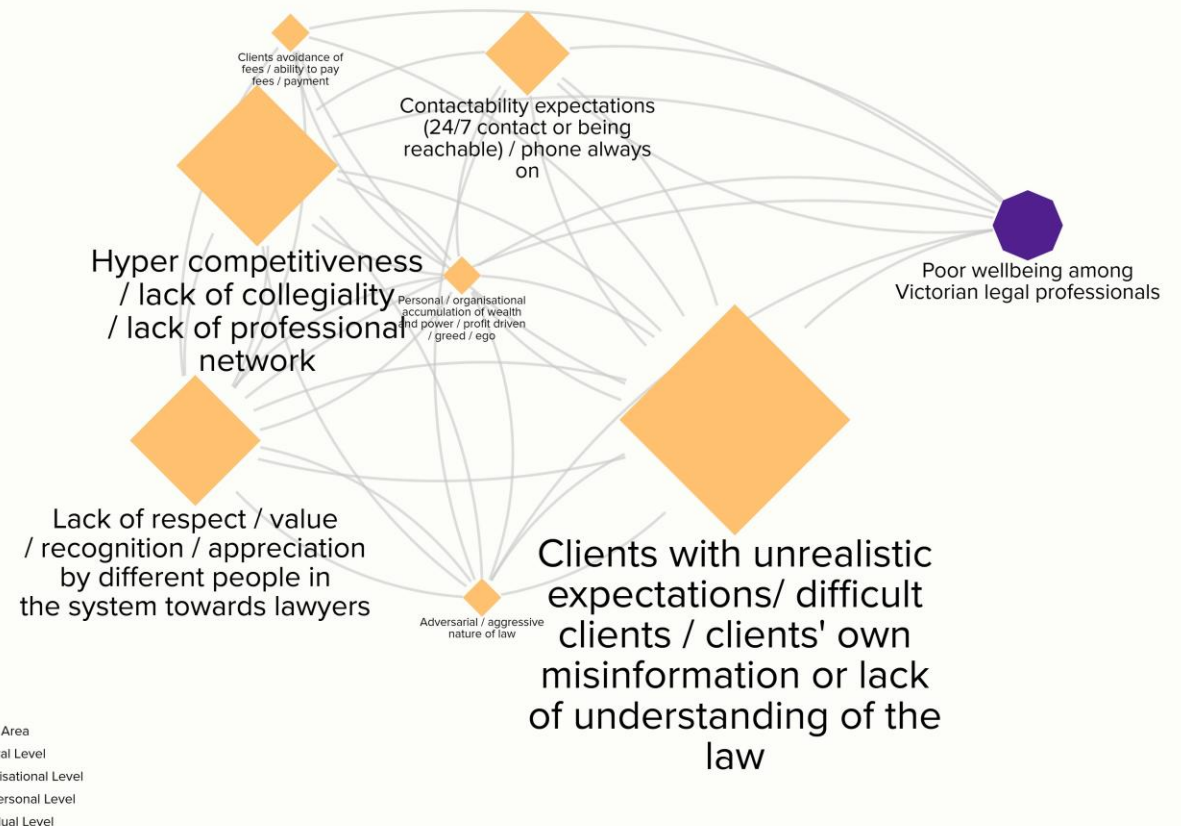 Clients avoidance of
fees / ability to pay
fees / payment
Contactability expectations
(24/7 contact or being
reachable) / phone always
on
Hyper competitiveness
/ lack of collegiality
/ lack of professional
network
Personal / organisational
accumulation of wealth
and power / profit driven
/ greed / ego
Poor wellbeing among
Victorian legal professionals
Lack of respect / value
/ recognition / appreciation
by different people in
the system towards lawyers
Adversarial / aggressive
nature of law
Clients with unrealistic
expectations/ difficult
clients / clients' own
misinformation or lack
of understanding of the
law
Area
Level
Level
Level
Level